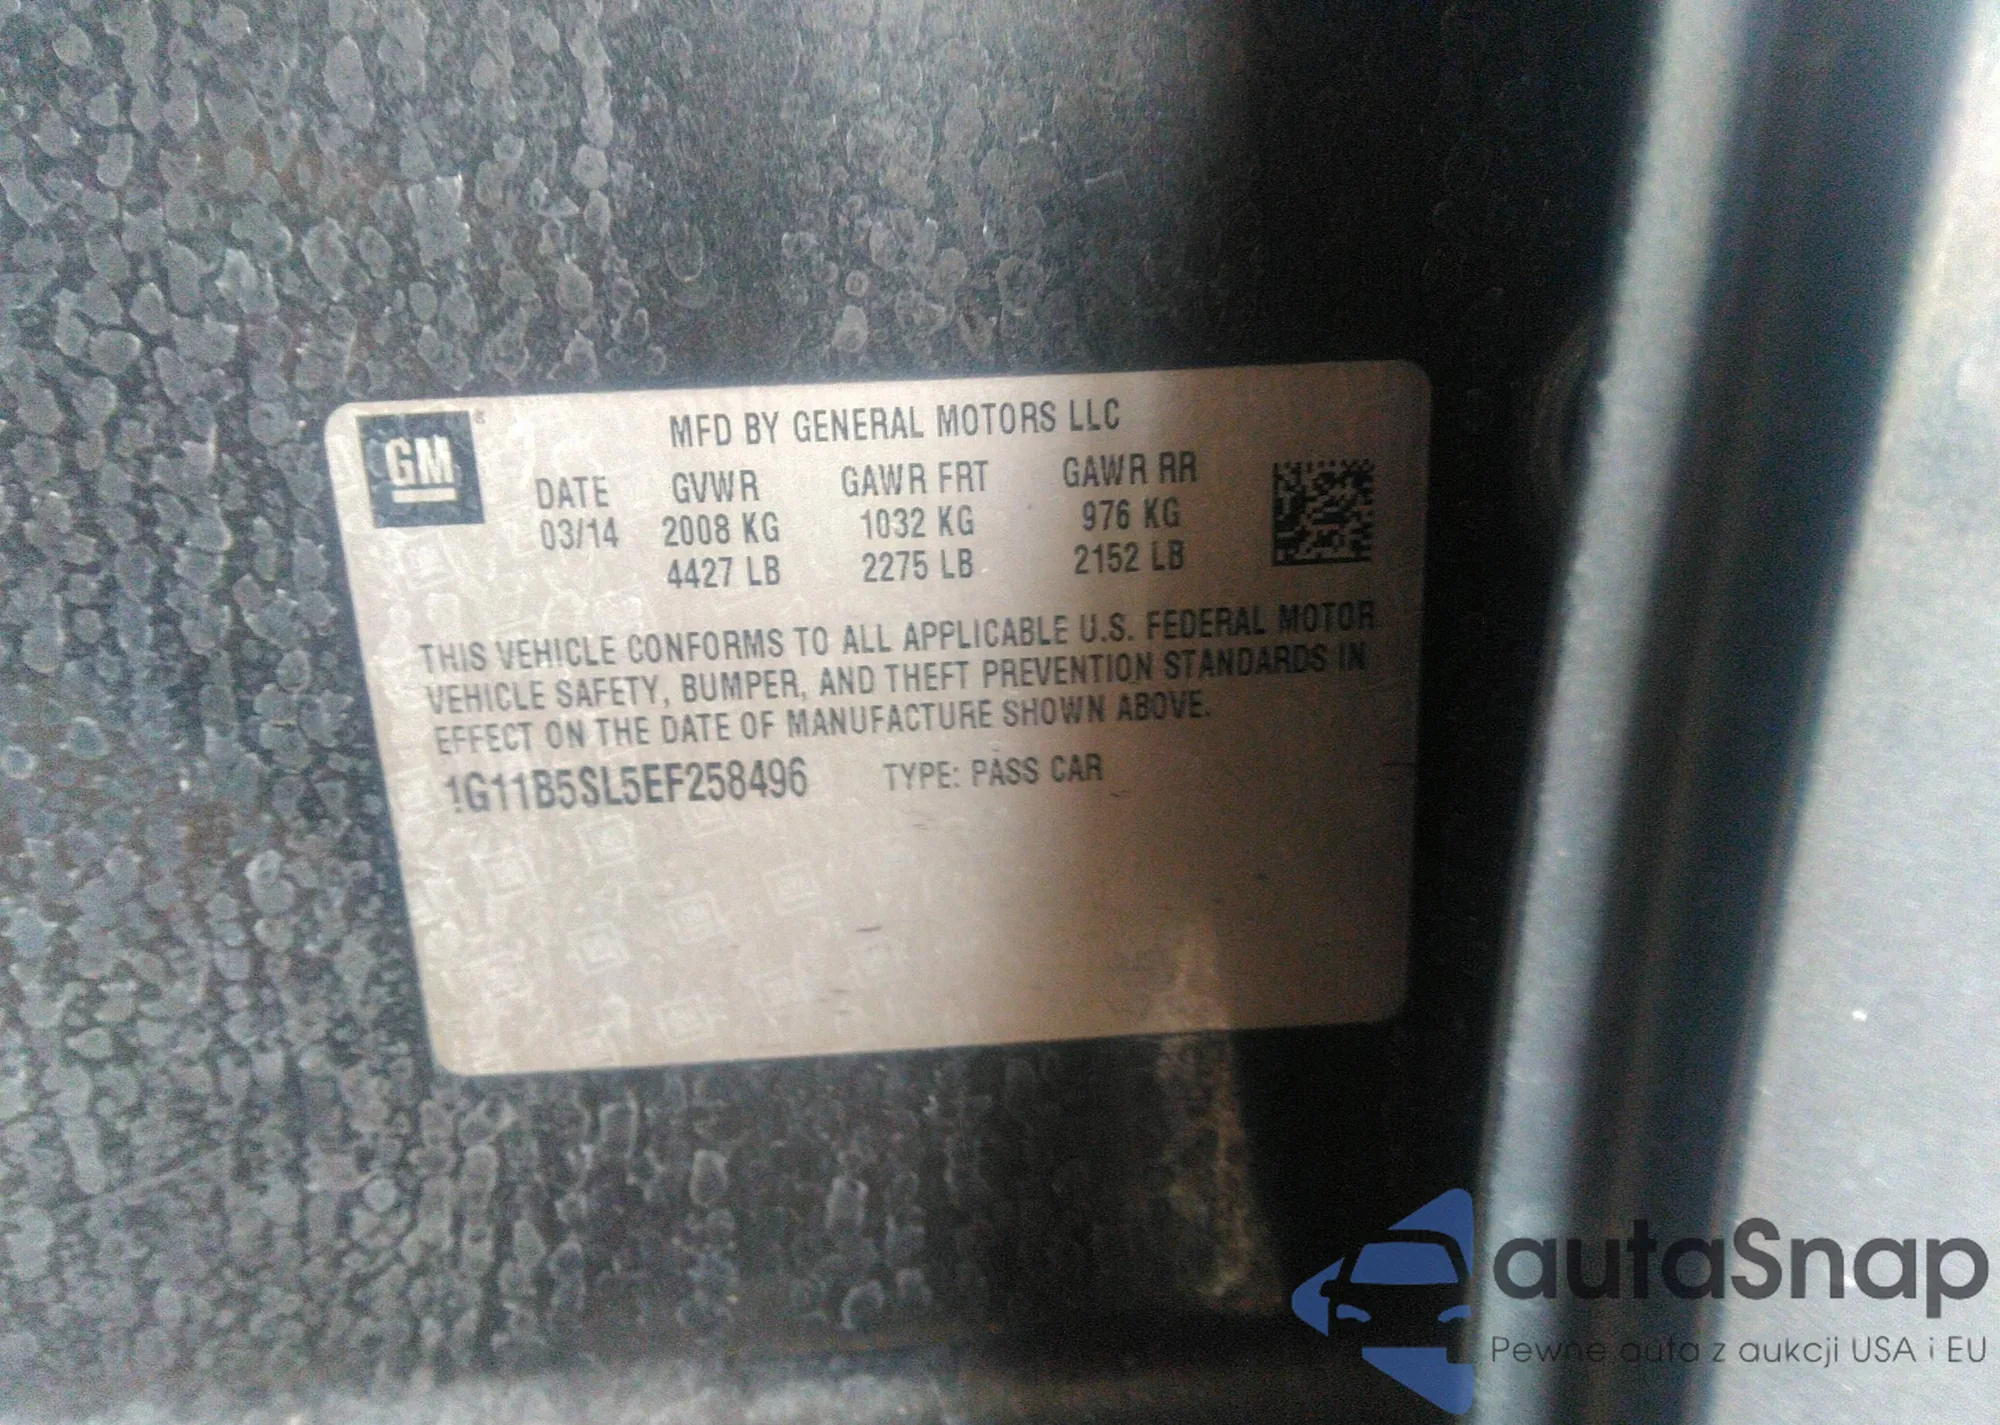 GM
MFD BY GENERAL MOTORS LLC
DATE GVWR GAWR FRT GAWR RR
03/14 2008 KG 1032 KG 976 KG
4427 LB 2275 LB 2152 LB
THIS VEHICLE CONFORMS TO ALL APPLICABLE U.S. FEDERAL MOTOR
VEHICLE SAFETY, BUMPER, AND THEFT PREVENTION STANDARDS IN
EFFECT ON THE DATE OF MANUFACTURE SHOWN ABOVE.
1G11B5SL5EF258496 TYPE: PASS CAR
autaSnap
Pewne auta z aukcji USA i EU